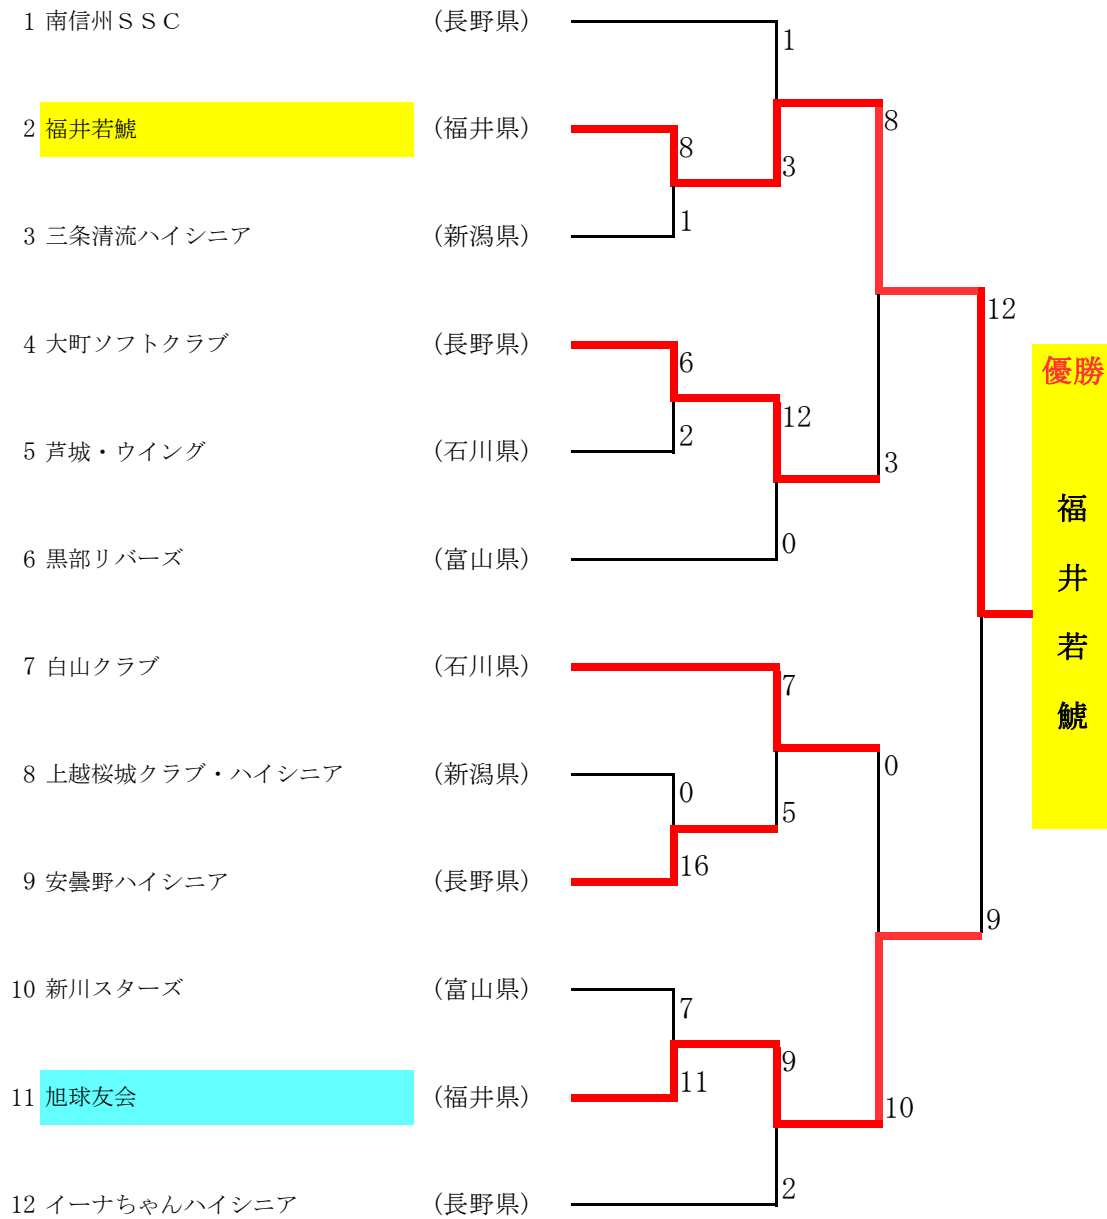 1 南信州ＳＳＣ (長野県)
1
2 福井若鯱 (福井県)
8
8
3
1
3 三条清流ハイシニア (新潟県)
12
4 大町ソフトクラブ (長野県)
6
優勝
12
2
5 芦城・ウイング (石川県)
3
福井若鯱
0
6 黒部リバーズ (富山県)
7 白山クラブ (石川県)
7
0
8 上越桜城クラブ・ハイシニア (新潟県)
0
5
16
9 安曇野ハイシニア (長野県)
9
10 新川スターズ (富山県)
7
9
11
11 旭球友会 (福井県)
10
2
12 イーナちゃんハイシニア (長野県)